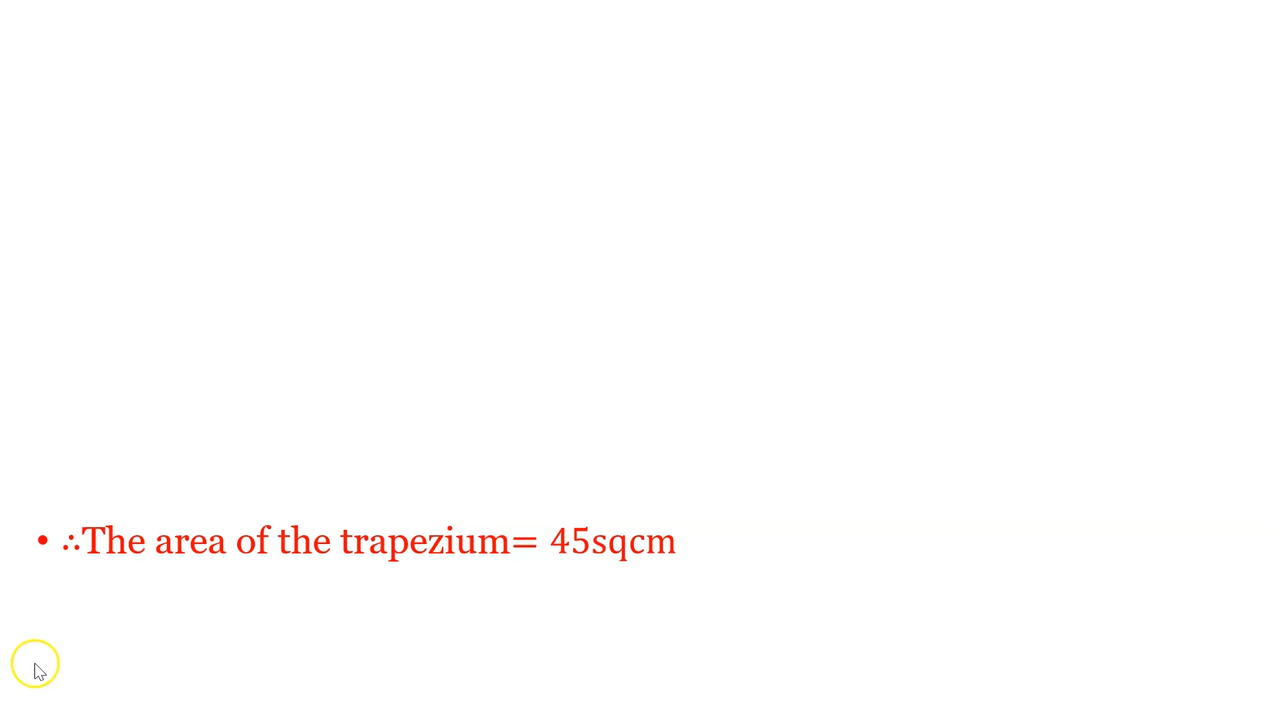 • ∴The area of the trapezium= 45sqcm